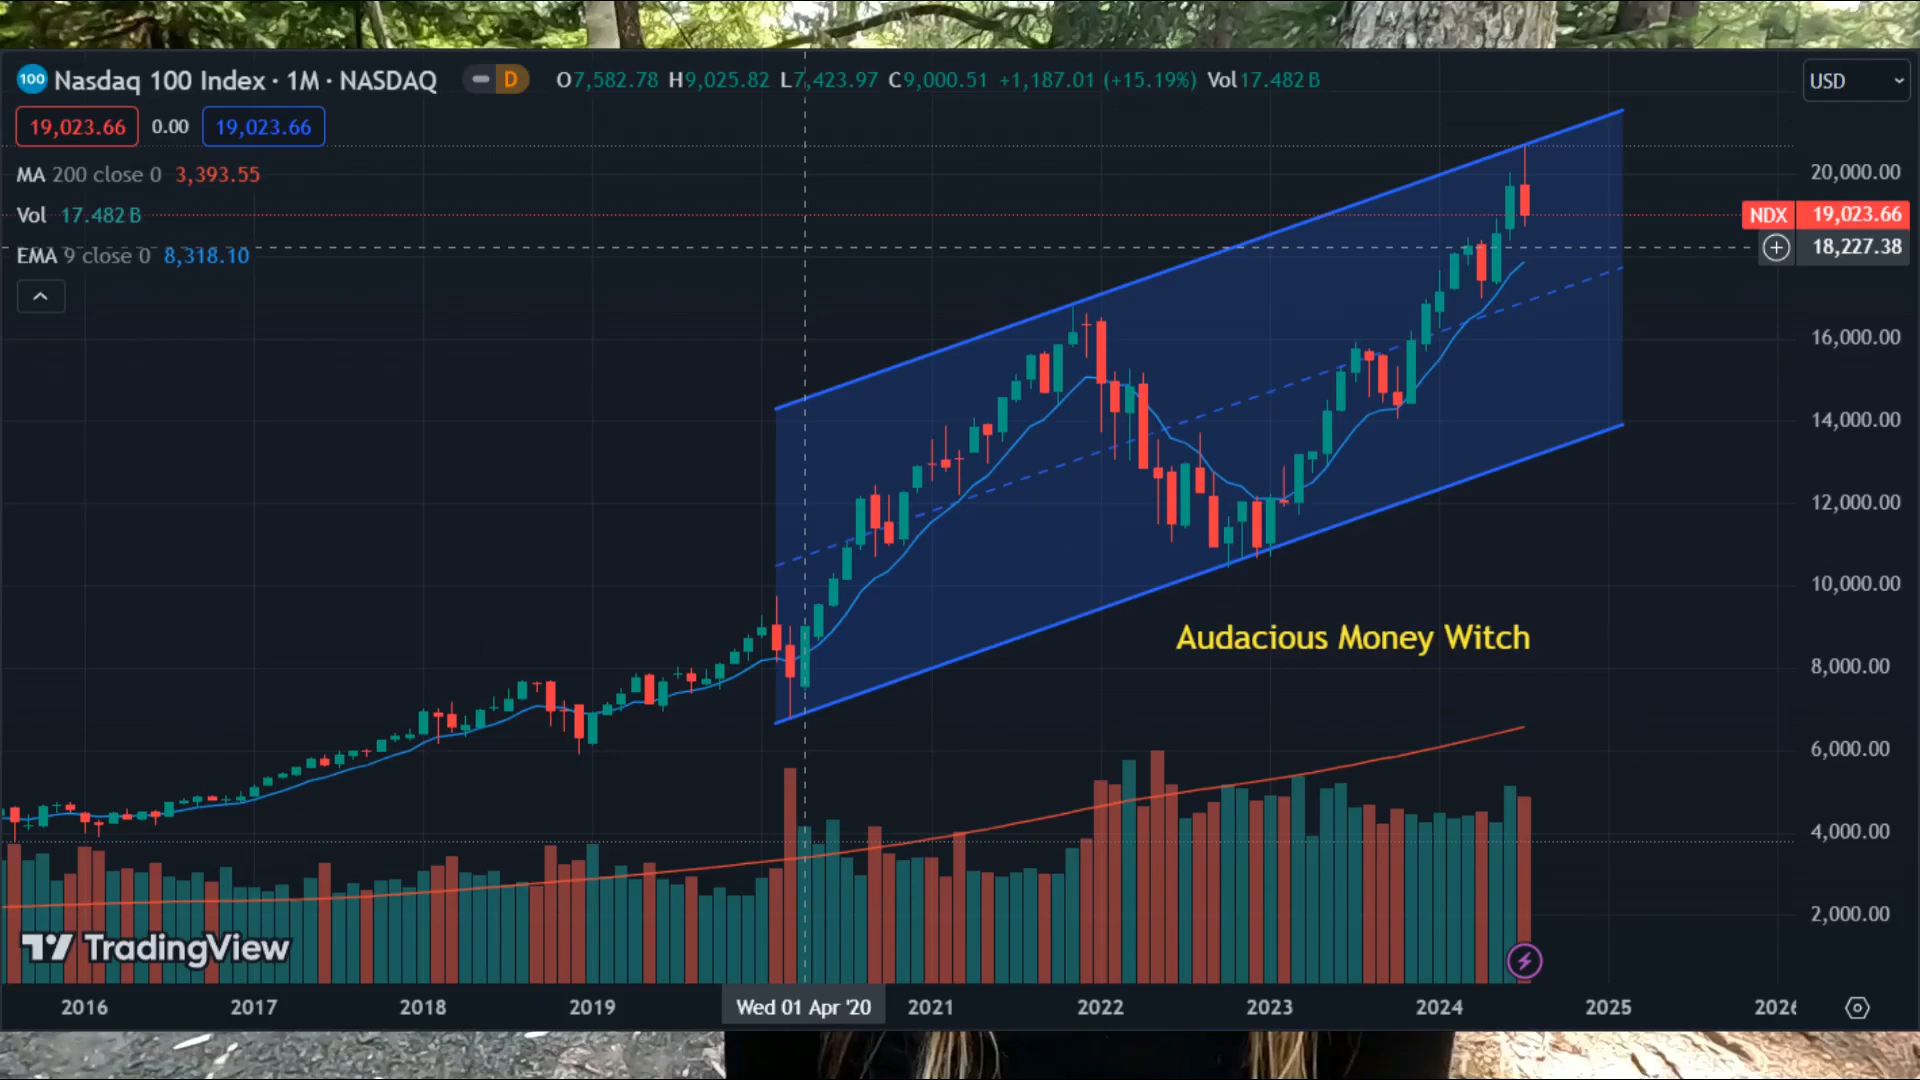 100 Nasdaq 100 Index · 1M · NASDAQ D O7,582.78 H9,025.82 L7,423.97 C9,000.51 +1,187.01 (+15.19%) Vol17.482B USD
19,023.66 0.00 19,023.66
MA 200 close 0 3,393.55
Vol 17.482B
EMA 9 close 0 8,318.10
20,000.00
NDX 19,023.66
18,227.38
16,000.00
14,000.00
12,000.00
10,000.00
Audacious Money Witch
8,000.00
6,000.00
4,000.00
2,000.00
TradingView
2016 2017 2018 2019 Wed 01 Apr '20 2021 2022 2023 2024 2025